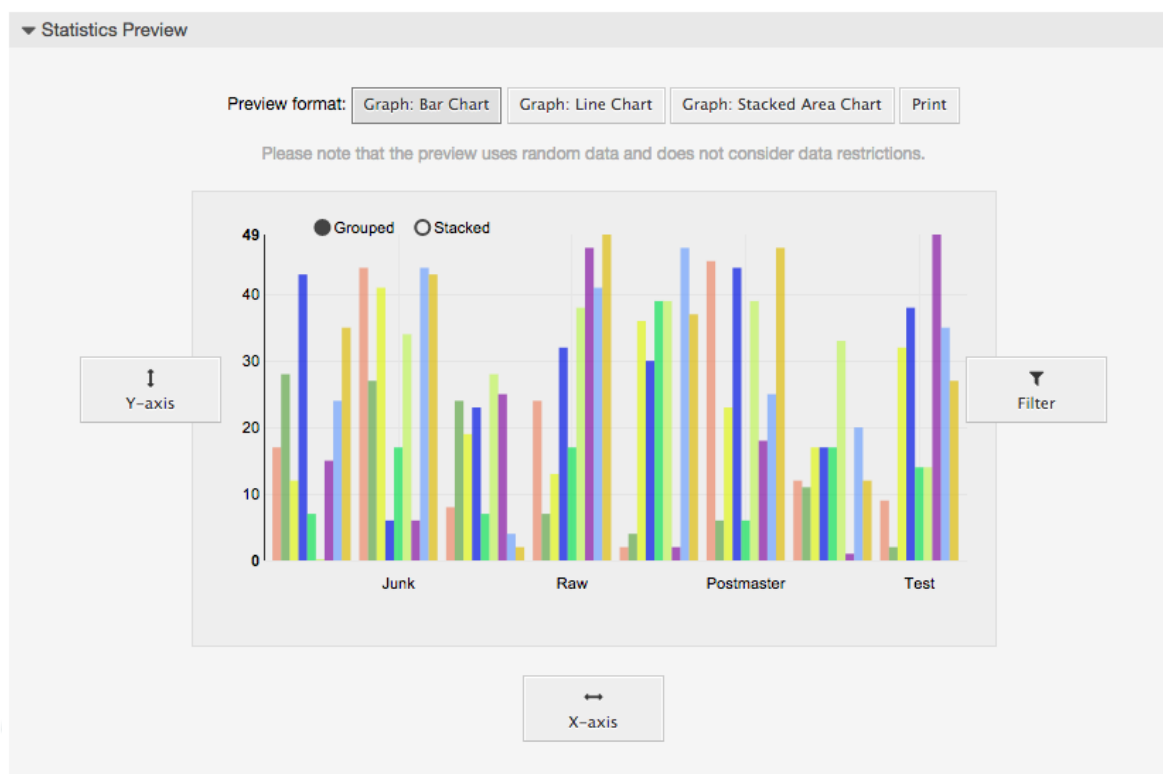 Statistics Preview
Preview format: Graph: Bar Chart Graph: Line Chart Graph: Stacked Area Chart Print
Please note that the preview uses random data and does not consider data restrictions.
Grouped Stacked
49
40
30
20
10
0
Junk Raw Postmaster Test
Y-axis
Filter
X-axis